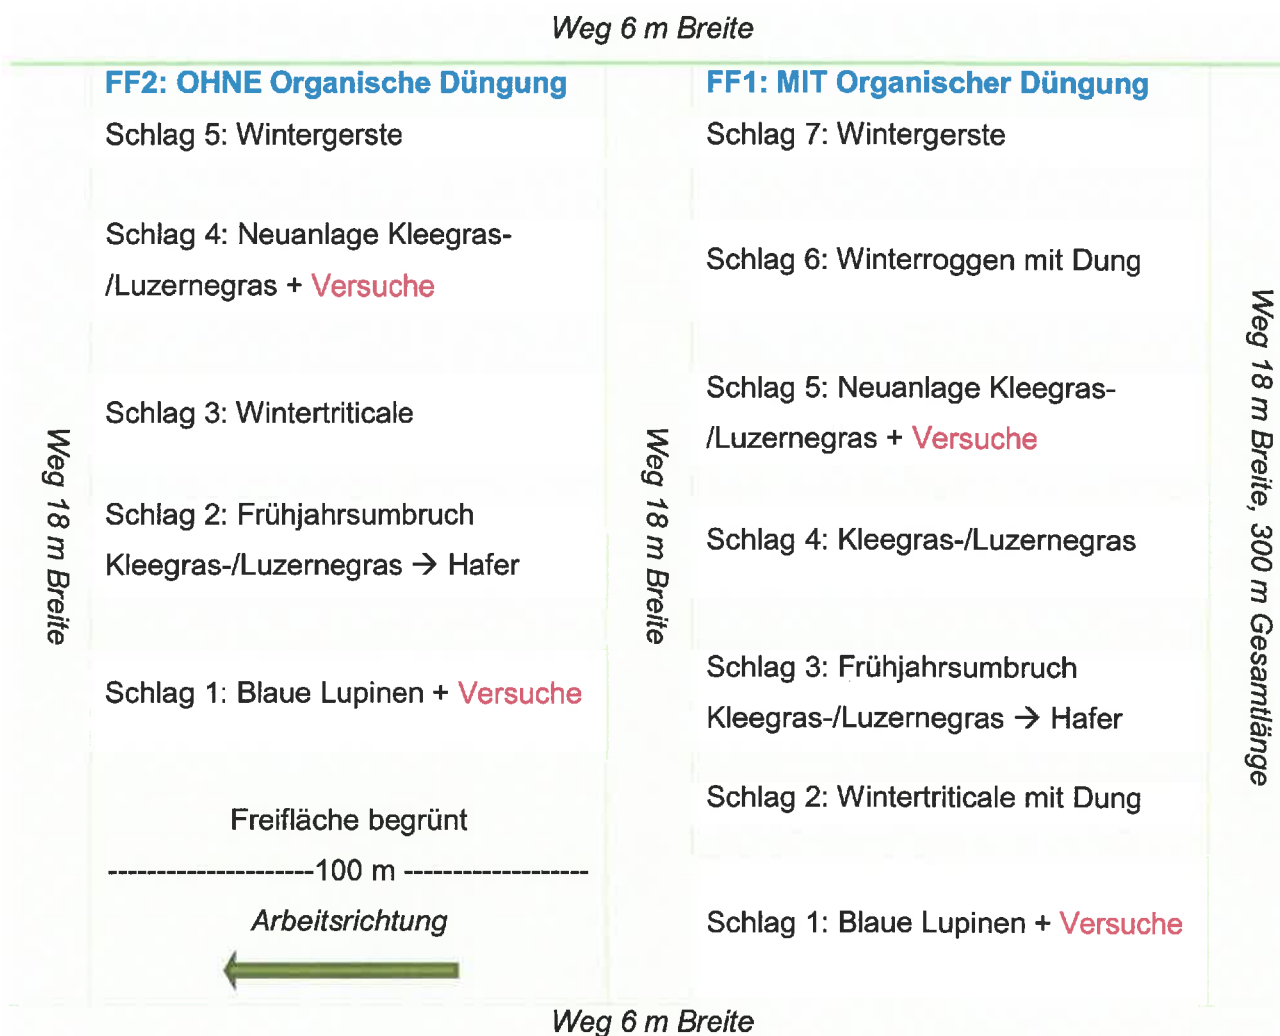 Weg 6 m Breite
FF2: OHNE Organische Düngung
Schlag 5: Wintergerste
Schlag 4: Neuanlage Kleegras-
/Luzernegras + Versuche
Schlag 3: Wintertriticale
Schlag 2: Frühjahrsumbruch
Kleegras-/Luzernegras → Hafer
Schlag 1: Blaue Lupinen + Versuche
Freifläche begrünt
---------------------100 m -------------------
Arbeitsrichtung
FF1: MIT Organischer Düngung
Schlag 7: Wintergerste
Schlag 6: Winterroggen mit Dung
Schlag 5: Neuanlage Kleegras-
/Luzernegras + Versuche
Schlag 4: Kleegras-/Luzernegras
Schlag 3: Frühjahrsumbruch
Kleegras-/Luzernegras → Hafer
Schlag 2: Wintertriticale mit Dung
Schlag 1: Blaue Lupinen + Versuche
Weg 18 m Breite
Weg 18 m Breite
Weg 18 m Breite, 300 m Gesamtlänge
Weg 6 m Breite